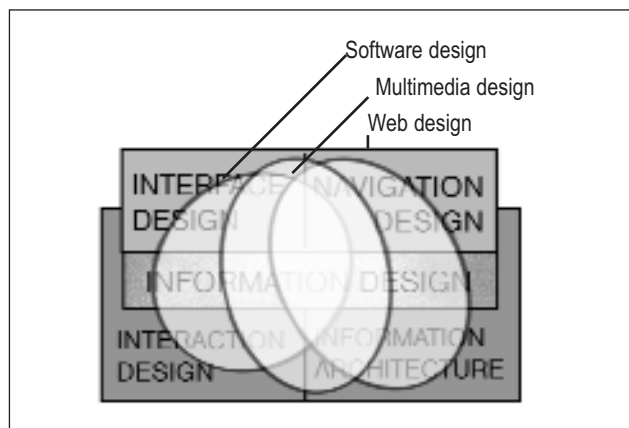 Software design
Multimedia design
Web design
INTERFACE NAVIGATION
DESIGN DESIGN
INFORMATION DESIGN
INTERACTION INFORMATION
DESIGN ARCHITECTURE